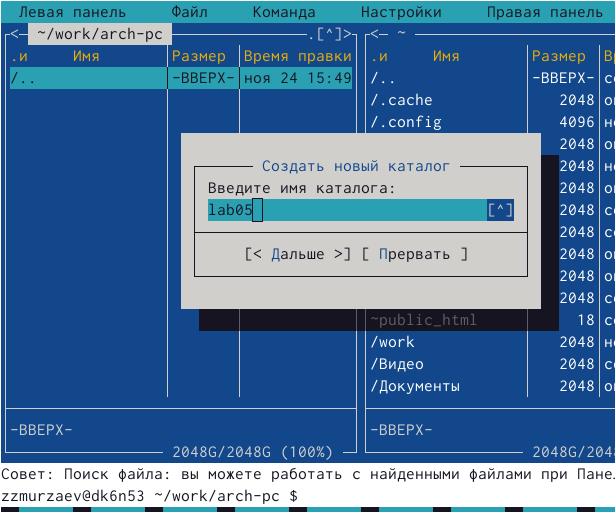 Левая панель Файл Команда Настройки Правая панель
<─ ~/work/arch-pc .[^]> <─ ~
.и Имя Размер Время правки .и Имя Размер
/.. -ВВЕРХ- ноя 24 15:49 /.. -ВВЕРХ-
/.cache 2048
/.config 4096
2048
Создать новый каталог 2048
Введите имя каталога: 2048
lab05 [^] 2048
2048
[< Дальше >] [ Прервать ] 2048
2048
2048
~public_html 18
/work 2048
/Видео 2048
/Документы 2048
-ВВЕРХ- -ВВЕРХ-
2048G/2048G (100%) 2048G/
Совет: Поиск файла: вы можете работать с найденными файлами при
zzmurzaev@dk6n53 ~/work/arch-pc $